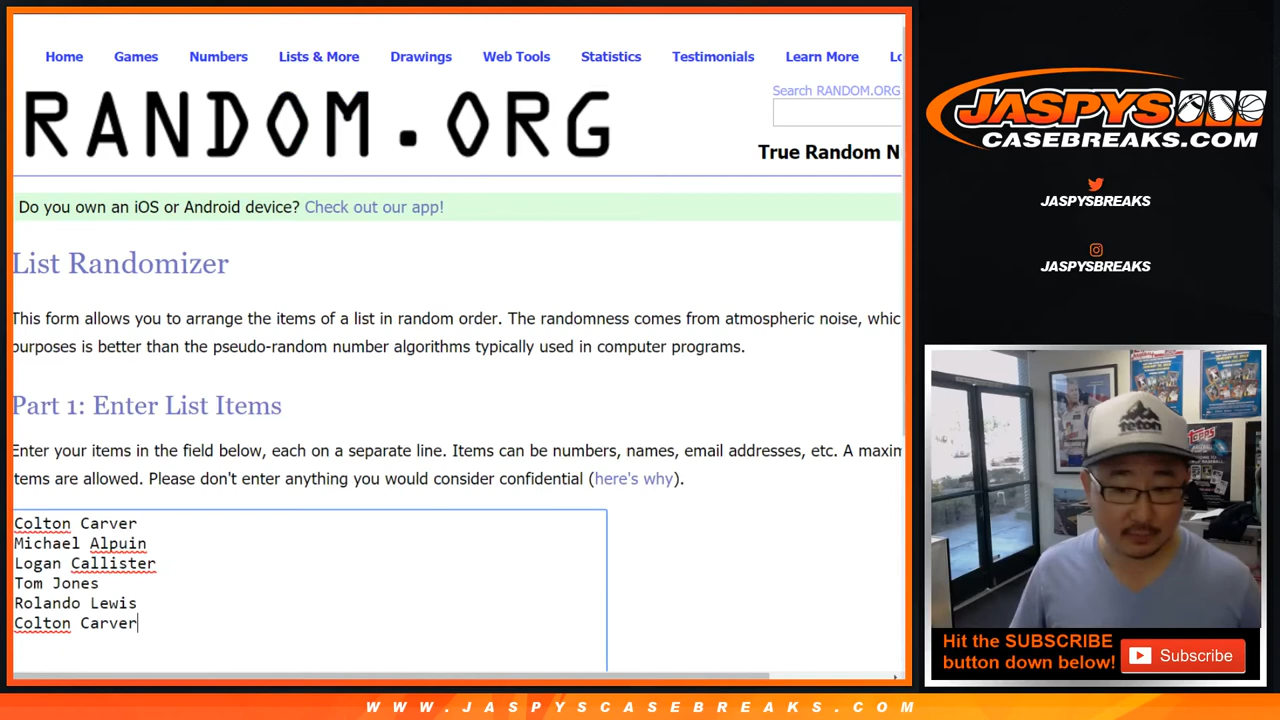 Home Games Numbers Lists & More Drawings Web Tools Statistics Testimonials Learn More Lo
Search RANDOM.ORG
RANDOM.ORG
True Random N
Do you own an iOS or Android device? Check out our app!
List Randomizer
This form allows you to arrange the items of a list in random order. The randomness comes from atmospheric noise, whic
purposes is better than the pseudo-random number algorithms typically used in computer programs.
Part 1: Enter List Items
Enter your items in the field below, each on a separate line. Items can be numbers, names, email addresses, etc. A maxim
items are allowed. Please don't enter anything you would consider confidential (here's why).
Colton Carver
Michael Alpuin
Logan Callister
Tom Jones
Rolando Lewis
Colton Carver
JASPYS
CASEBREAKS.COM
JASPYSBREAKS
JASPYSBREAKS
teton
Topps
Hit the SUBSCRIBE
button down below!
Subscribe
WWW.JASPYSCASEBREAKS.COM